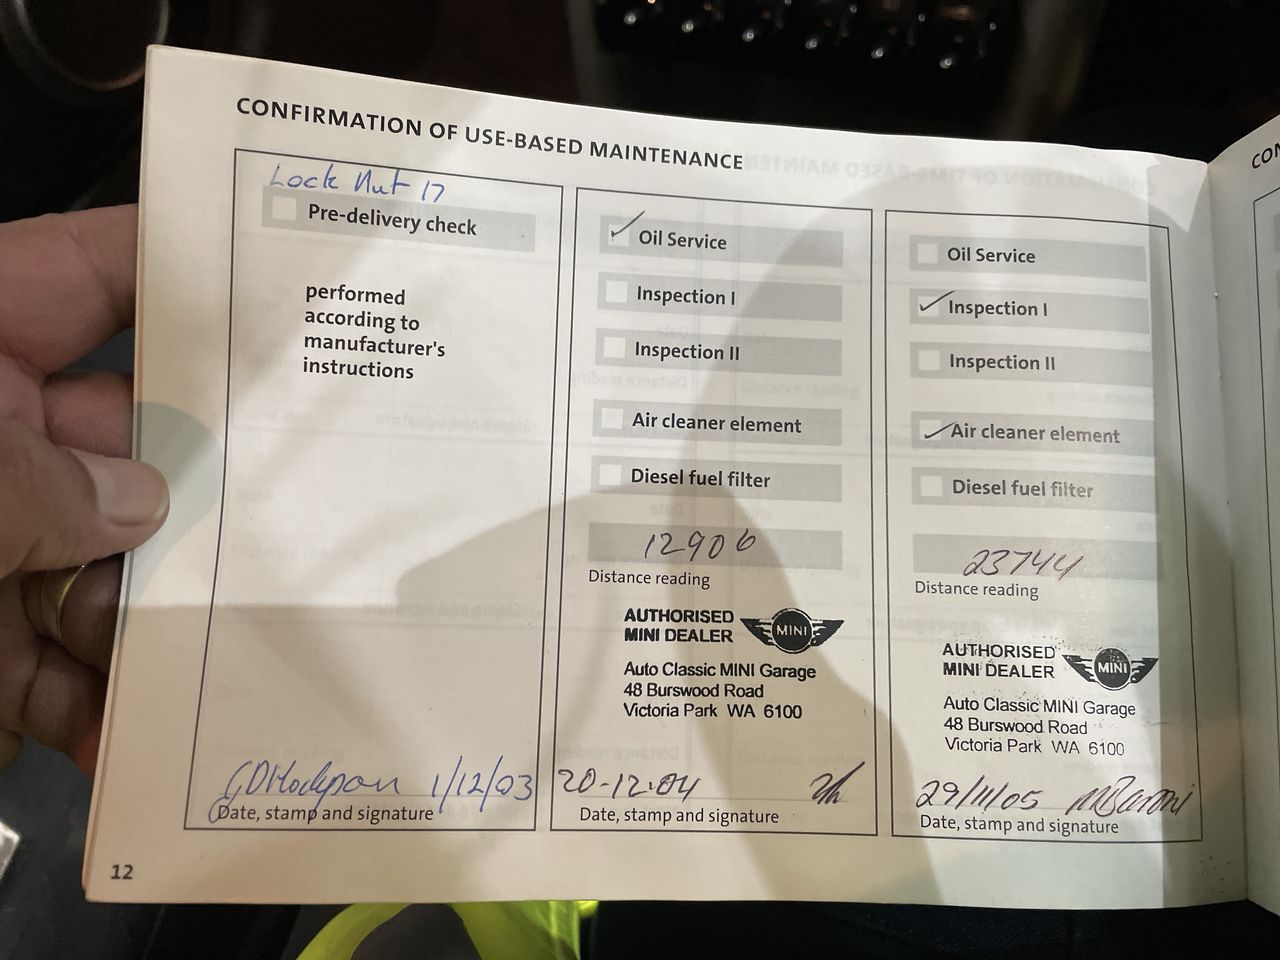 CONFIRMATION OF USE-BASED MAINTENANCE
Lock Nut 17
Pre-delivery check
performed
according to
manufacturer's
instructions
1/12/03
Date, stamp and signature
Oil Service
Inspection I
Inspection II
Air cleaner element
Diesel fuel filter
12906
Distance reading
AUTHORISED
MINI DEALER
MINI
Auto Classic MINI Garage
48 Burswood Road
Victoria Park WA 6100
20-12-04
Date, stamp and signature
Oil Service
Inspection I
Inspection II
Air cleaner element
Diesel fuel filter
23744
Distance reading
AUTHORISED
MINI DEALER
MINI
Auto Classic MINI Garage
48 Burswood Road
Victoria Park WA 6100
29/11/05
Date, stamp and signature
12
CON